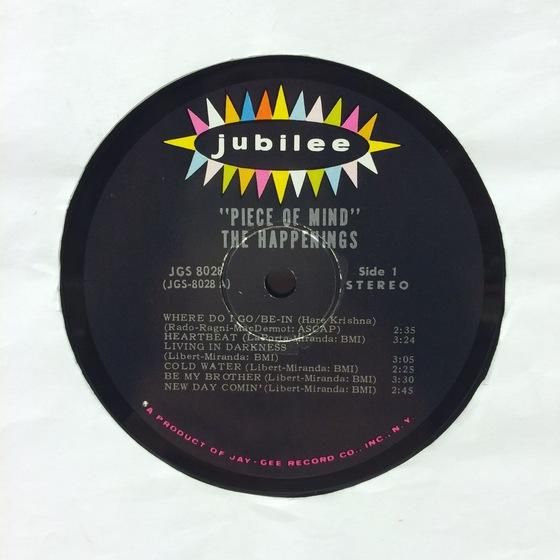 jubilee
"PIECE OF MIND"
THE HAPPENINGS
JGS 8028 Side 1
(JGS-8028 A) STEREO
WHERE DO I GO/BE-IN (Hare Krishna)
(Rado-Ragni-MacDermot: ASCAP) 2:35
HEARTBEAT (LaPorta-Miranda: BMI) 3:24
LIVING IN DARKNESS
(Libert-Miranda: BMI) 3:05
COLD WATER (Libert-Miranda: BMI) 2:25
BE MY BROTHER (Libert-Miranda: BMI) 3:30
NEW DAY COMIN' (Libert-Miranda: BMI) 2:45
A PRODUCT OF JAY-GEE RECORD CO., INC., N.Y.